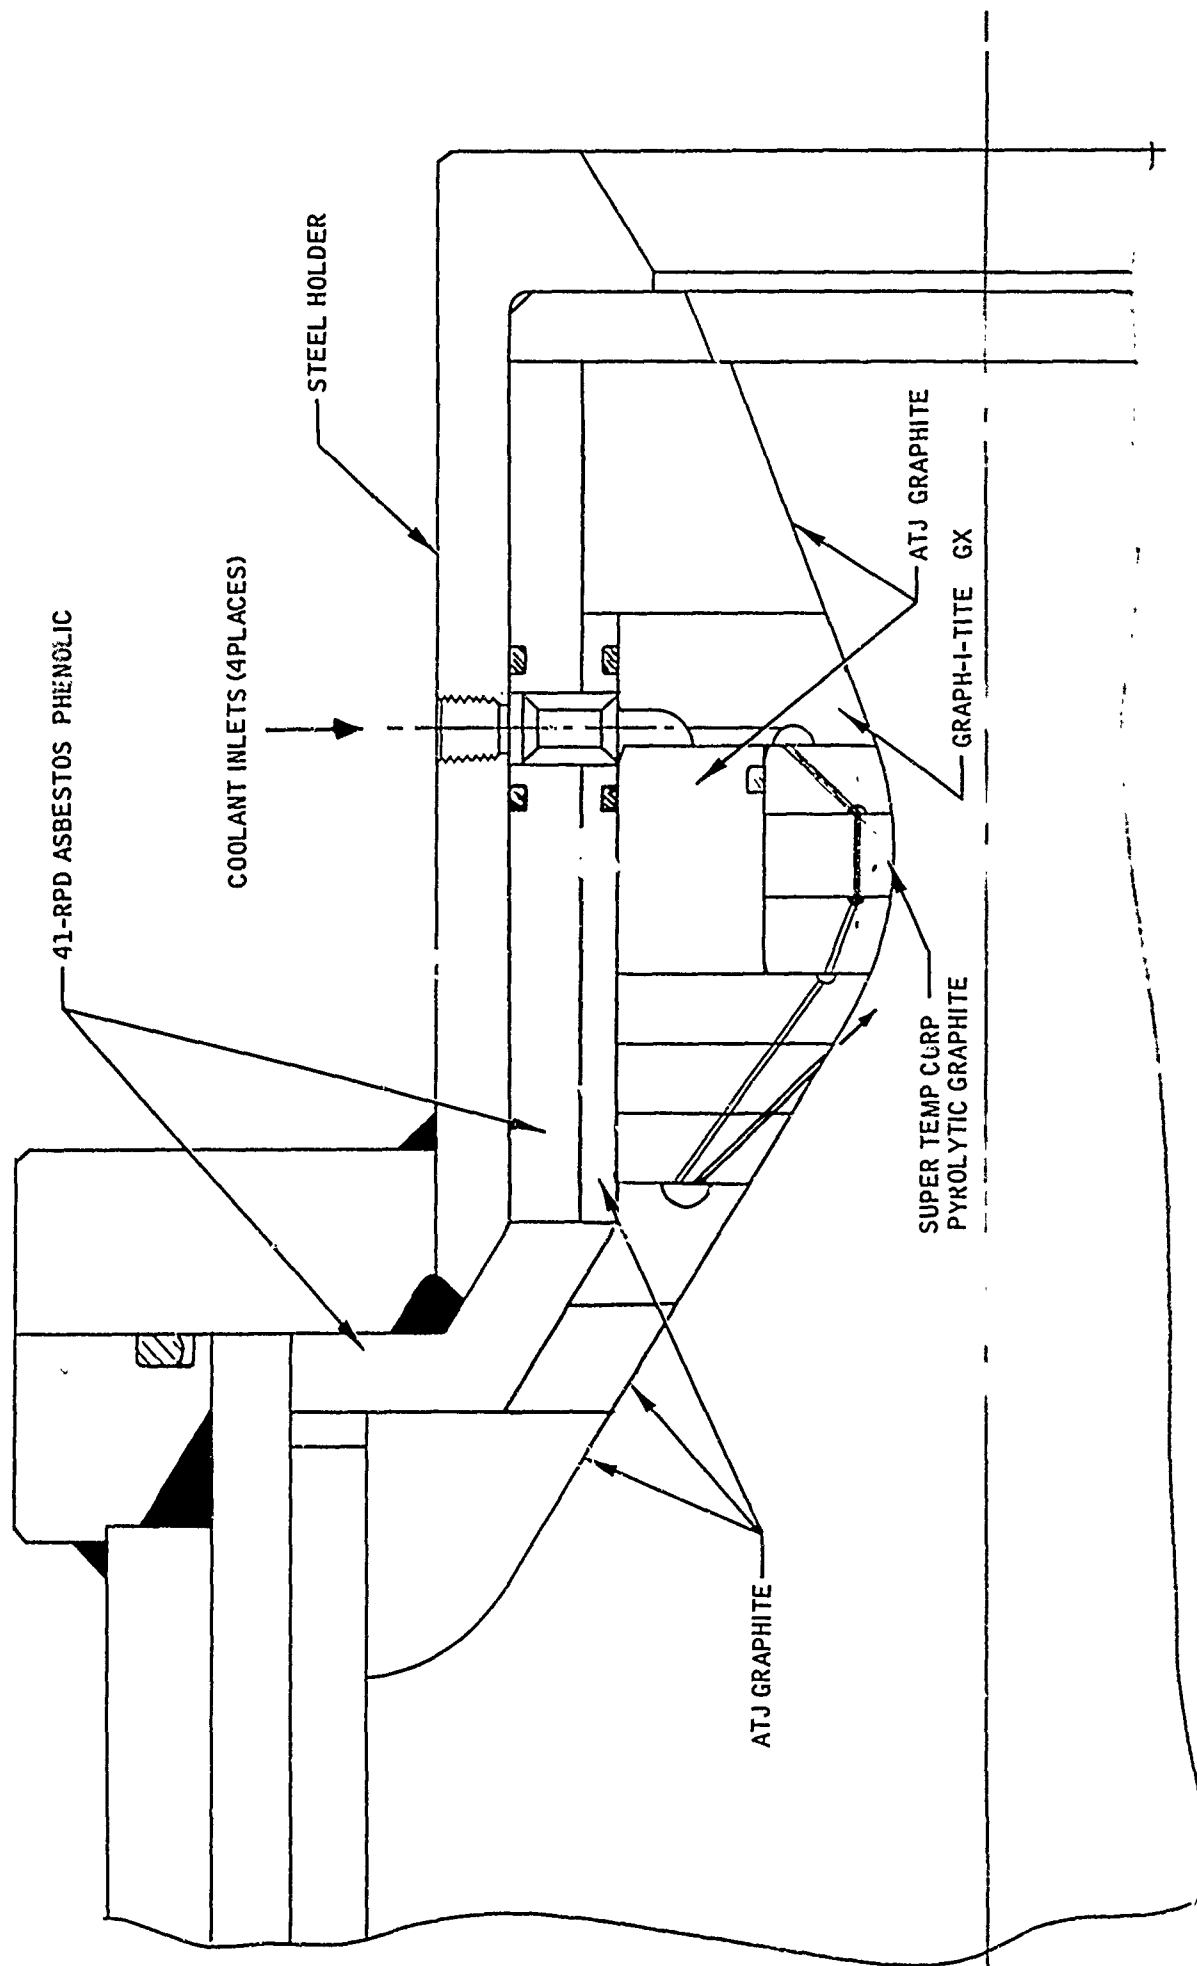 41-RPD ASBESTOS PHENOLIC
COOLANT INLETS (4PLACES)
STEEL HOLDER
ATJ GRAPHITE
GRAPH-I-TITE GX
SUPER TEMP CORP
PYROLYTIC GRAPHITE
ATJ GRAPHITE